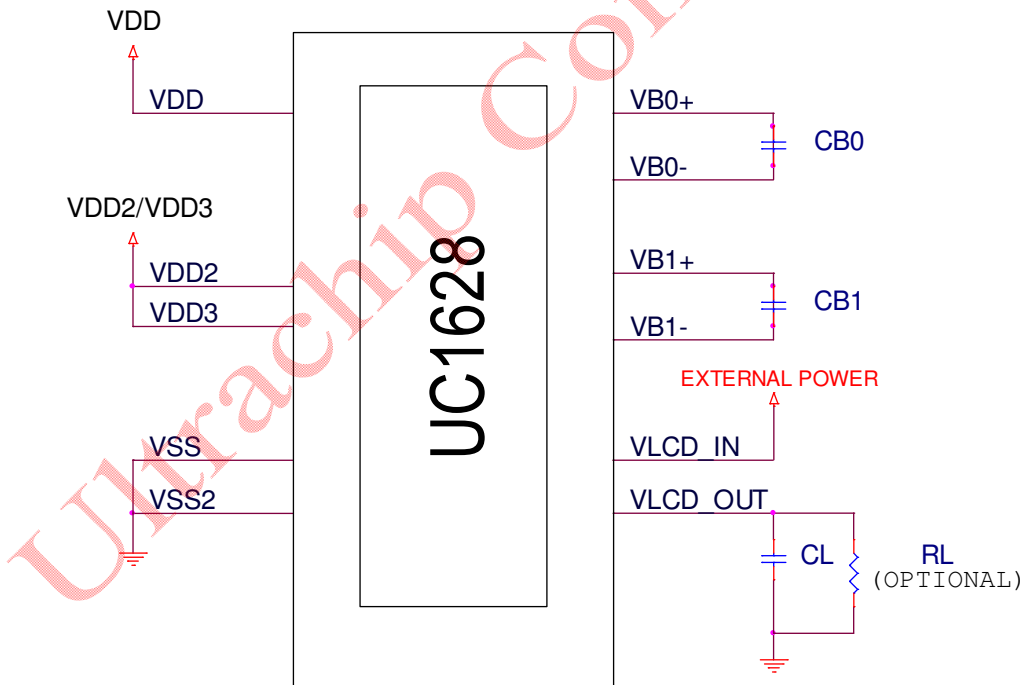 VDD
VDD
VDD2/VDD3
VDD2
VDD3
VSS
VSS2
UC1628
VB0+
CB0
VB0-
VB1+
CB1
VB1-
EXTERNAL POWER
VLCD_IN
VLCD_OUT
CL
RL
(OPTIONAL)
Ultrachip